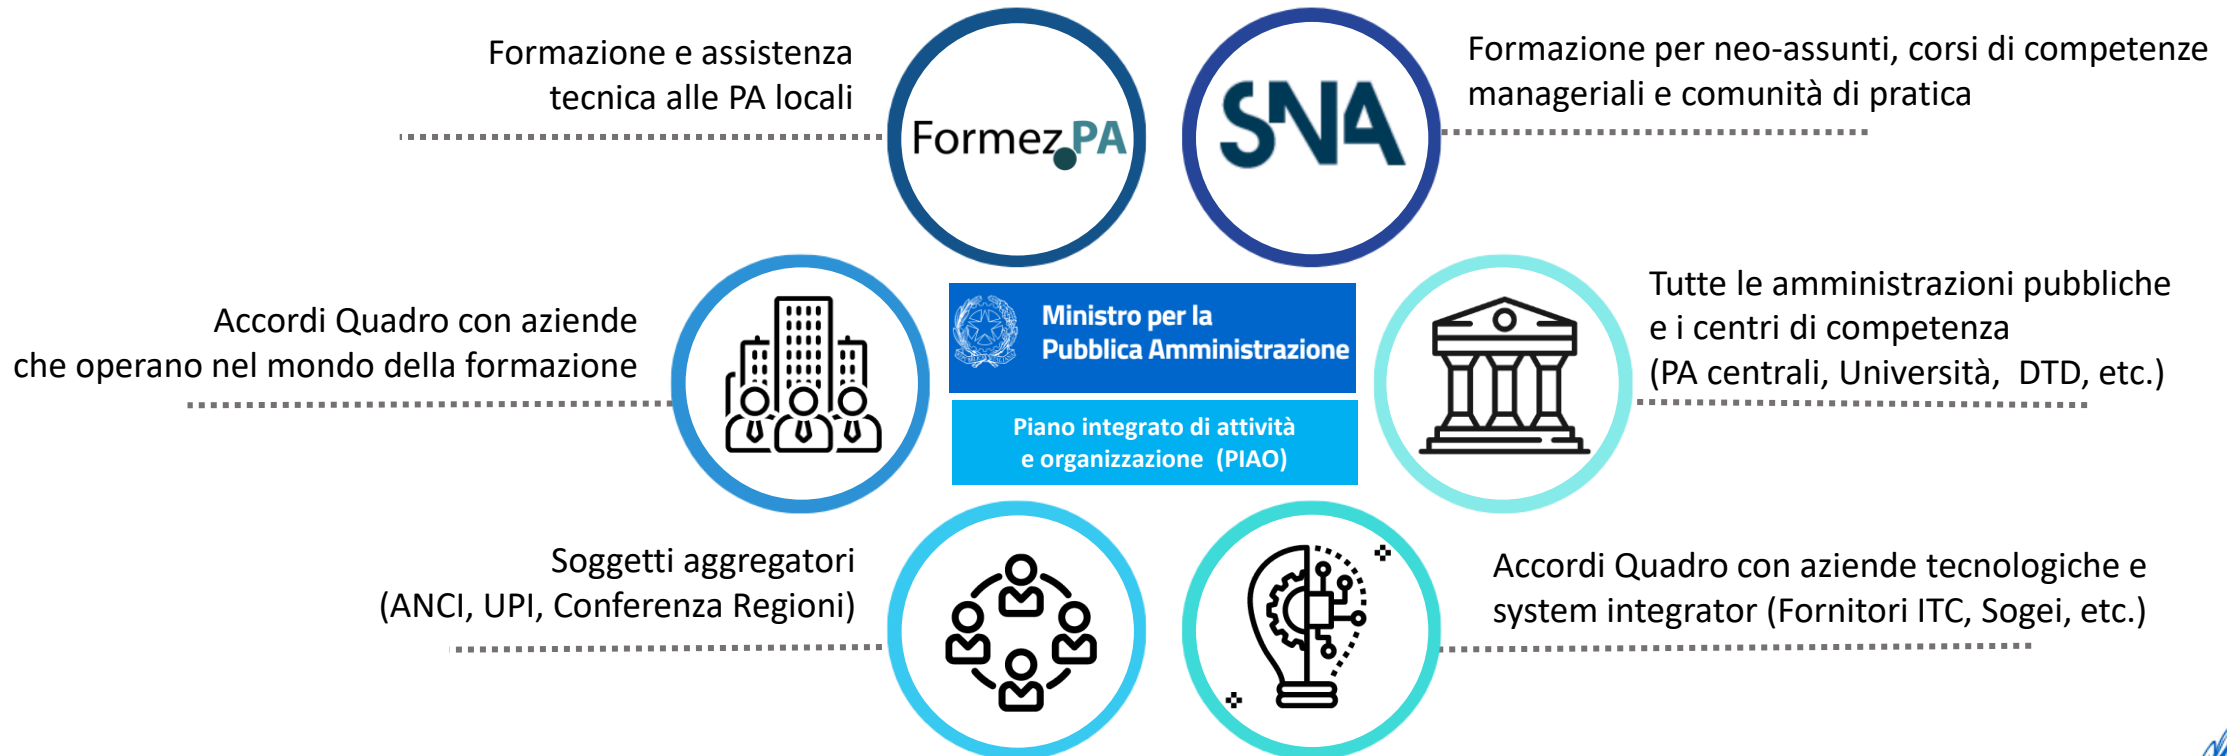 Formazione e assistenza
tecnica alle PA locali
Formez PA
SNA
Formazione per neo-assunti, corsi di competenze
manageriali e comunità di pratica
Accordi Quadro con aziende
che operano nel mondo della formazione
Ministro per la
Pubblica Amministrazione
Piano integrato di attività
e organizzazione (PIAO)
Tutte le amministrazioni pubbliche
e i centri di competenza
(PA centrali, Università, DTD, etc.)
Soggetti aggregatori
(ANCI, UPI, Conferenza Regioni)
Accordi Quadro con aziende tecnologiche e
system integrator (Fornitori ITC, Sogei, etc.)